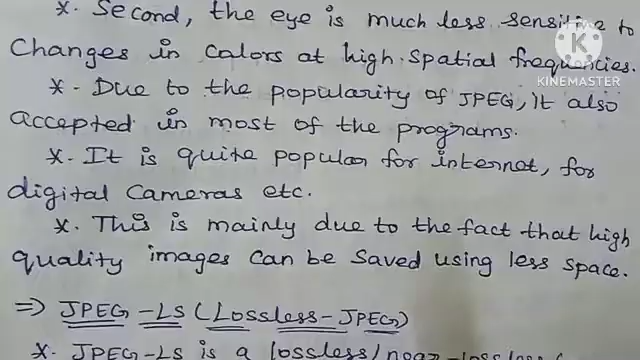 *. Second, the eye is much less sensitive to
changes in colors at high spatial frequencies.
*. Due to the popularity of JPEG, it also
accepted in most of the programs.
*. It is quite popular for internet, for
digital cameras etc.
*. This is mainly due to the fact that high
quality images can be saved using less space.
=> JPEG-LS (Lossless-JPEG)
*. JPEG-LS is a lossless/near-lossless
K
KINEMASTER